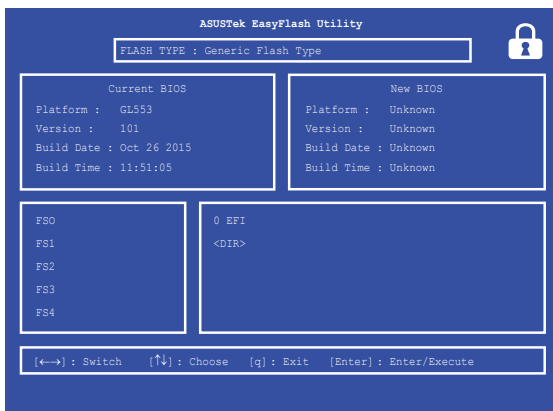 ASUSTek EasyFlash Utility
FLASH TYPE : Generic Flash Type
Current BIOS
Platform : GL553
Version : 101
Build Date : Oct 26 2015
Build Time : 11:51:05
New BIOS
Platform : Unknown
Version : Unknown
Build Date : Unknown
Build Time : Unknown
FSO
FS1
FS2
FS3
FS4
0 EFI
<DIR>
[←→] : Switch [↑↓] : Choose [q] : Exit [Enter] : Enter/Execute